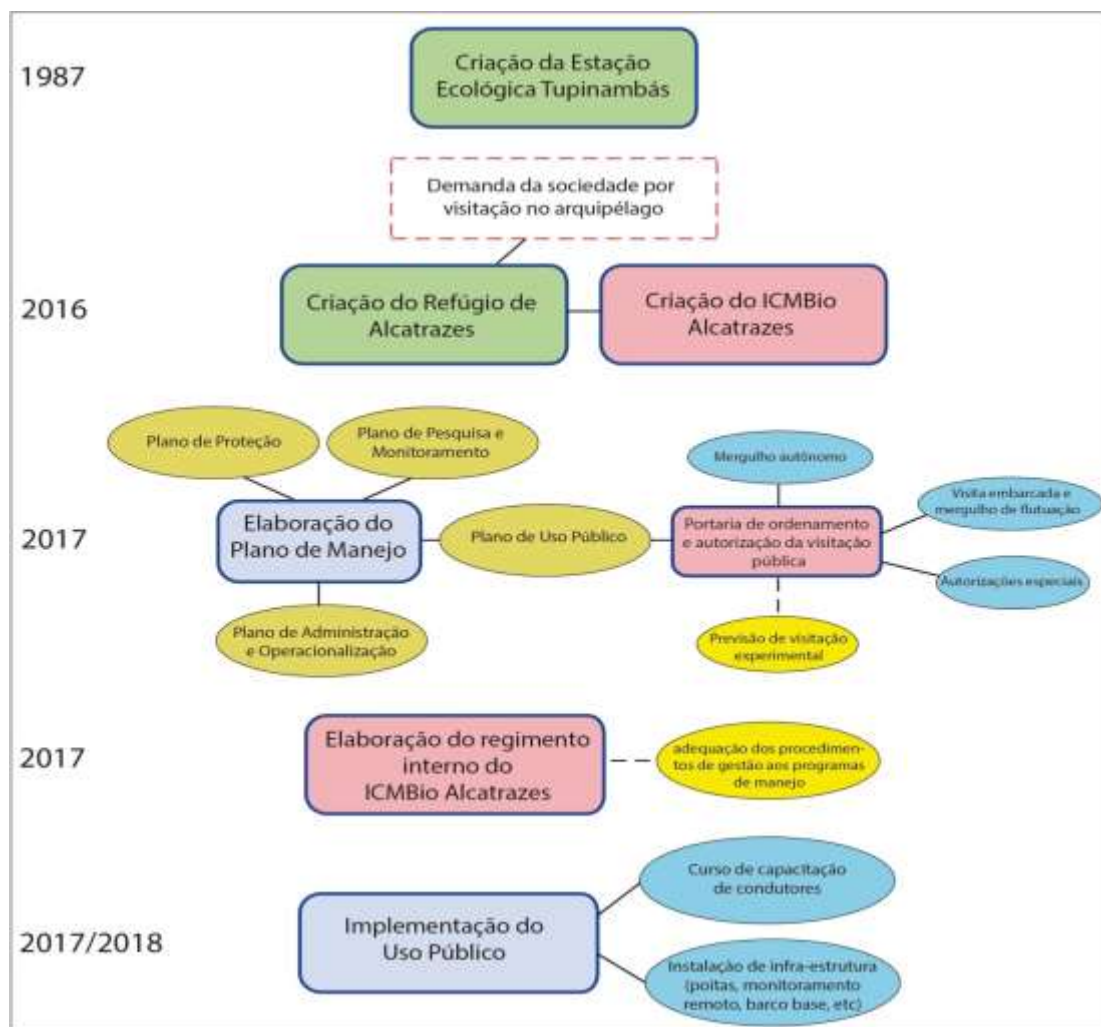 1987
Criação da Estação
Ecológica Tupinambás
Demanda da sociedade por
visitação no arquipélago
2016
Criação do Refúgio de
Alcatrazes
Criação do ICMBio
Alcatrazes
Plano de Proteção
Plano de Pesquisa e
Monitoramento
Mergulho autônomo
Visita embarcada e
mergulho de flutuação
2017
Elaboração do
Plano de Manejo
Plano de Uso Público
Portaria de ordenamento
e autorização da visitação
pública
Autorizações especiais
Plano de Administração
e Operacionalização
Previsão de visitação
experimental
2017
Elaboração do regimento
interno do
ICMBio Alcatrazes
adequação dos procedimen-
tos de gestão aos programas
de manejo
2017/2018
Implementação do
Uso Público
Curso de capacitação
de condutores
Instalação de infra-estrutura
(poitas, monitoramento
remoto, barco base, etc)